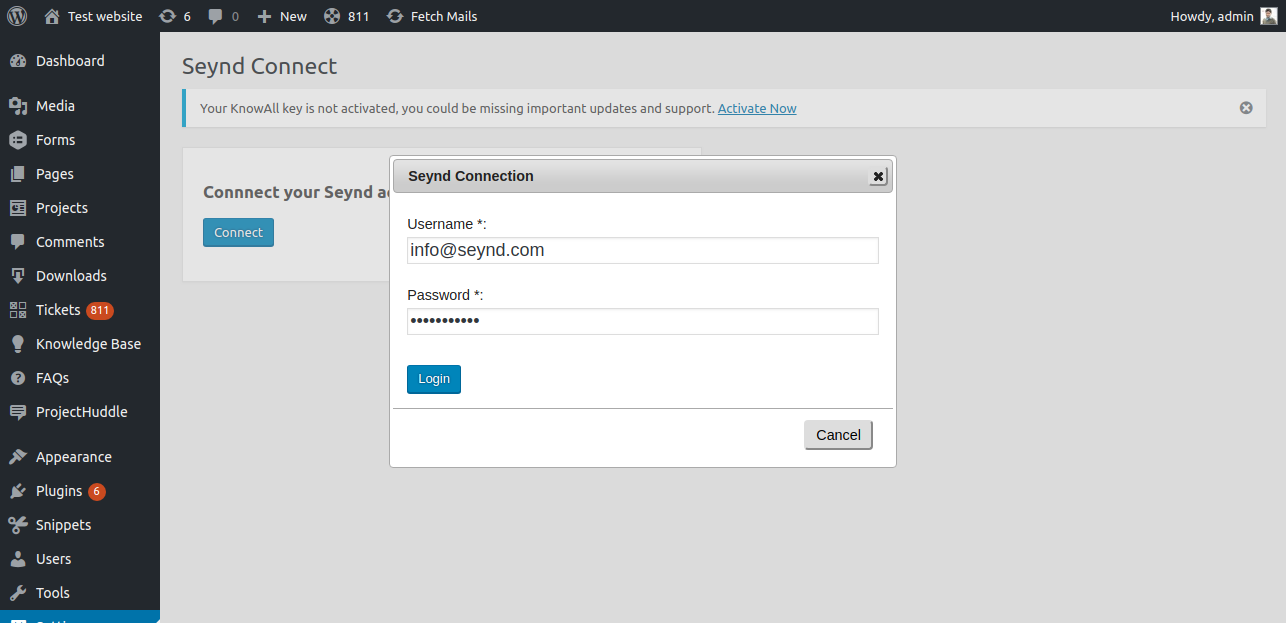 Test website 6 0 New 811 Fetch Mails Howdy, admin
Dashboard
Media
Forms
Pages
Projects
Comments
Downloads
Tickets 811
Knowledge Base
FAQs
ProjectHuddle
Appearance
Plugins 6
Snippets
Users
Tools
Seynd Connect
Your KnowAll key is not activated, you could be missing important updates and support. Activate Now
Connnect your Seynd a
Connect
Seynd Connection
Username *:
info@seynd.com
Password *:
•••••••••••
Login
Cancel